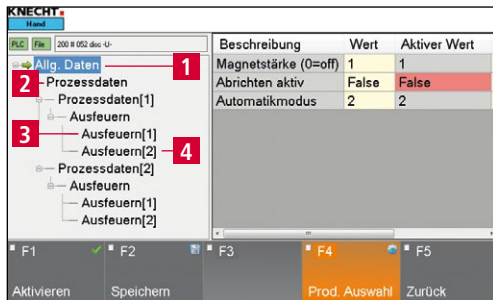 KNECHT
Hand
PLC File 200 # 052 disc -U-
Allg. Daten 1
2 Prozessdaten
Prozessdaten[1]
Ausfeuern
3 Ausfeuern[1]
Ausfeuern[2] 4
Prozessdaten[2]
Ausfeuern
Ausfeuern[1]
Ausfeuern[2]
Beschreibung Wert Aktiver Wert
Magnetstärke (0=off) 1 1
Abrichten aktiv False False
Automatikmodus 2 2
F1 F2 F3 F4 F5
Aktivieren Speichern Prod. Auswahl Zurück